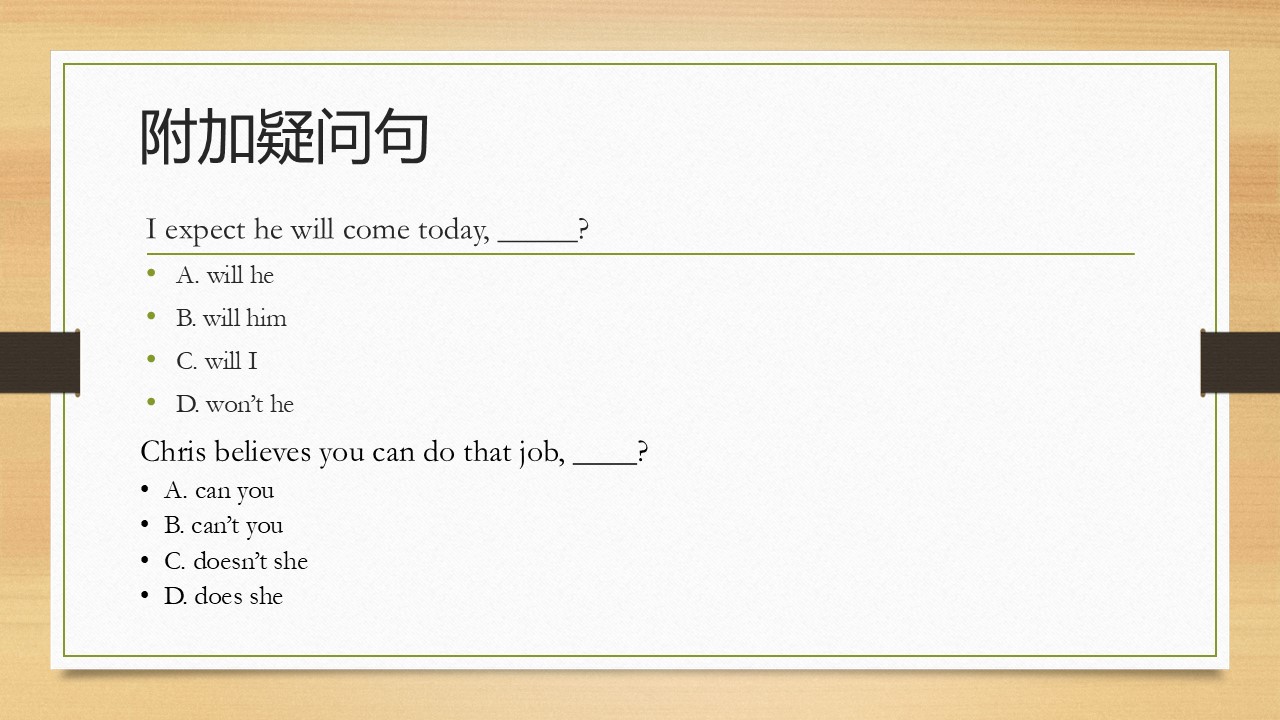 附加疑问句
I expect he will come today, _____?
• A. will he
• B. will him
• C. will I
• D. won’t he
Chris believes you can do that job, ____?
• A. can you
• B. can’t you
• C. doesn’t she
• D. does she